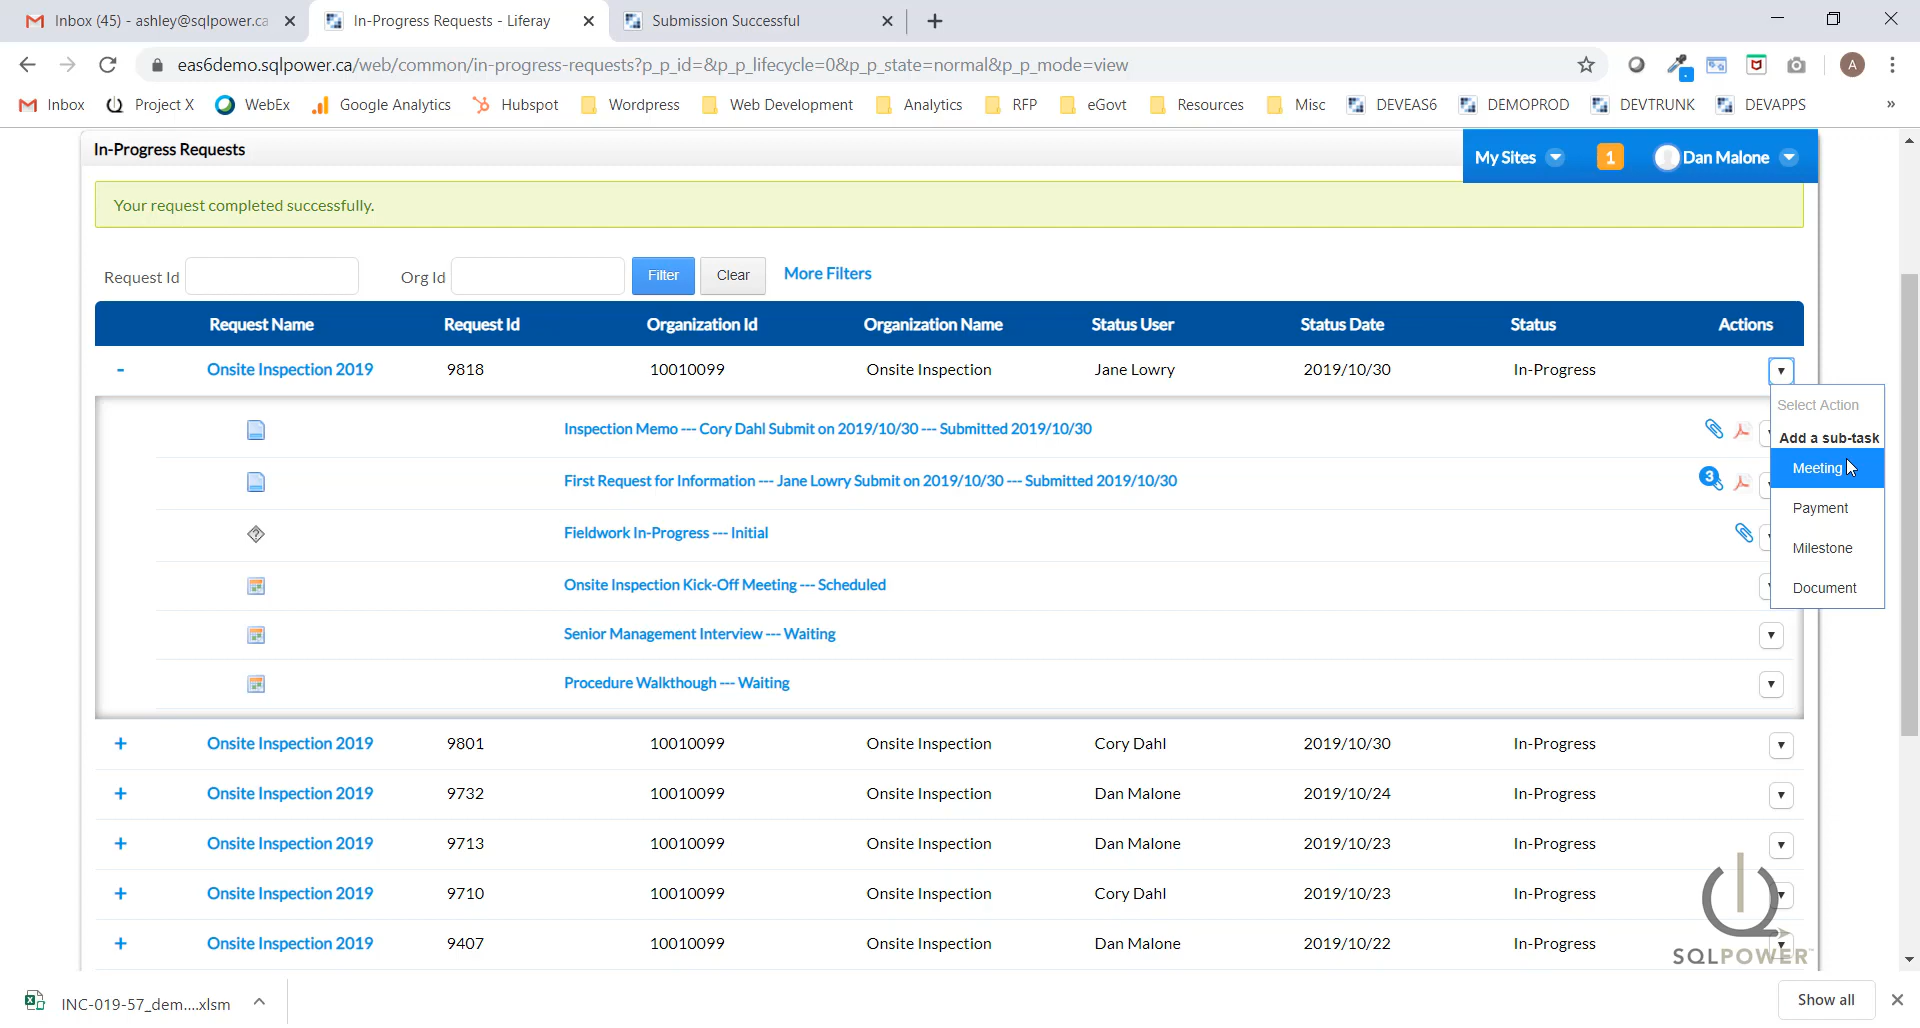 Inbox (45) - ashley@sqlpower.ca
In-Progress Requests - Liferay
Submission Successful
eas6demo.sqlpower.ca/web/common/in-progress-requests?p_p_id=&p_p_lifecycle=0&p_p_state=normal&p_p_mode=view
A
Inbox
Project X
WebEx
Google Analytics
Hubspot
Wordpress
Web Development
Analytics
RFP
eGovt
Resources
Misc
DEVEAS6
DEMOPROD
DEVTRUNK
DEVAPPS
»
In-Progress Requests
My Sites
1
Dan Malone
Your request completed successfully.
Request Id
Org Id
Filter
Clear
More Filters
Request Name Request Id Organization Id Organization Name Status User Status Date Status Actions
- Onsite Inspection 2019 9818 10010099 Onsite Inspection Jane Lowry 2019/10/30 In-Progress
Select Action
Add a sub-task
Meeting
Payment
Milestone
Document
Inspection Memo --- Cory Dahl Submit on 2019/10/30 --- Submitted 2019/10/30
First Request for Information --- Jane Lowry Submit on 2019/10/30 --- Submitted 2019/10/30
3
Fieldwork In-Progress --- Initial
Onsite Inspection Kick-Off Meeting --- Scheduled
Senior Management Interview --- Waiting
Procedure Walkthough --- Waiting
+ Onsite Inspection 2019 9801 10010099 Onsite Inspection Cory Dahl 2019/10/30 In-Progress
+ Onsite Inspection 2019 9732 10010099 Onsite Inspection Dan Malone 2019/10/24 In-Progress
+ Onsite Inspection 2019 9713 10010099 Onsite Inspection Dan Malone 2019/10/23 In-Progress
+ Onsite Inspection 2019 9710 10010099 Onsite Inspection Cory Dahl 2019/10/23 In-Progress
+ Onsite Inspection 2019 9407 10010099 Onsite Inspection Dan Malone 2019/10/22 In-Progress
SQLPOWER
INC-019-57_dem....xlsm
Show all